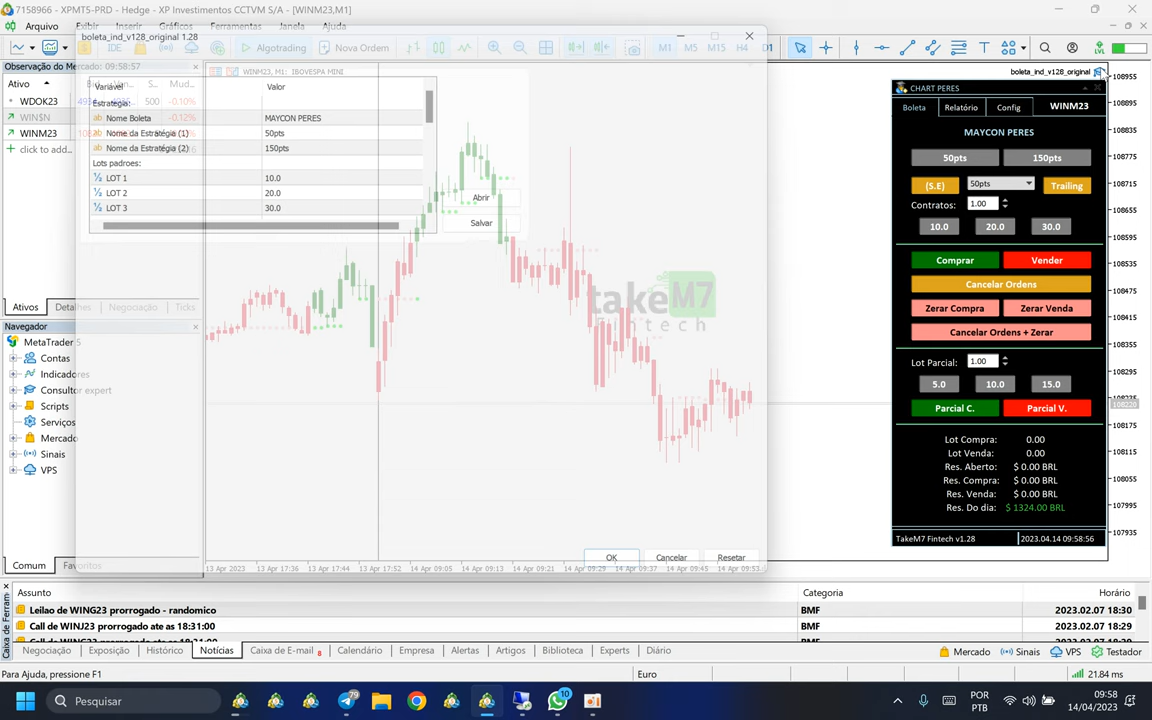 7158966 - XPMT5-PRD - Hedge - XP Investimentos CCTVM S/A - [WINM23,M1]
Arquivo Exibir Inserir Gráficos Ferramentas Janela Ajuda
boleta_ind_v128_original 1.28
IDE Algotrading Nova Ordem M1 M5 M15 H4 D1 LVL
Observação do Mercado: 09:58:57
boleta_ind_v128_original
Ativo S... Mud...
WDOK23 500 -0.10%
WIN$N -0.12%
WINM23
click to add...
WINM23, M1: IBOVESPA MINI
Variável Valor
Estratégia:
Nome Boleta MAYCON PERES
Nome da Estratégia (1) 50pts
Nome da Estratégia (2) 150pts
Lots padroes:
LOT 1 10.0
LOT 2 20.0
LOT 3 30.0
Abrir
Salvar
OK Cancelar Resetar
takeM7
Fintech
CHART PERES
Boleta Relatório Config WINM23
MAYCON PERES
50pts 150pts
(S.E) 50pts Trailing
Contratos: 1.00
10.0 20.0 30.0
Comprar Vender
Cancelar Ordens
Zerar Compra Zerar Venda
Cancelar Ordens + Zerar
Lot Parcial: 1.00
5.0 10.0 15.0
Parcial C. Parcial V.
Lot Compra: 0.00
Lot Venda: 0.00
Res. Aberto: $ 0.00 BRL
Res. Compra: $ 0.00 BRL
Res. Venda: $ 0.00 BRL
Res. Do dia: $ 1324.00 BRL
TakeM7 Fintech v1.28 2023.04.14 09:58:56
108955
108895
108835
108775
108715
108655
108595
108535
108475
108415
108355
108295
108220
108175
108115
108055
107995
107935
Ativos Detalhes Negociação Ticks
Navegador
MetaTrader 5
Contas
Indicadores
Consultor expert
Scripts
Serviços
Mercado
Sinais
VPS
Comum Favoritos
13 Apr 2023 13 Apr 17:36 13 Apr 17:44 13 Apr 17:52 14 Apr 09:05 14 Apr 09:13 14 Apr 09:21 14 Apr 09:29 14 Apr 09:37 14 Apr 09:45 14 Apr 09:53
Assunto Categoria Horário
Leilao de WING23 prorrogado - randomico BMF 2023.02.07 18:30
Call de WINJ23 prorrogado ate as 18:31:00 BMF 2023.02.07 18:29
Negociação Exposição Histórico Notícias Caixa de E-mail 8 Calendário Empresa Alertas Artigos Biblioteca Experts Diário Mercado Sinais VPS Testador
Caixa de Ferram
Para Ajuda, pressione F1 Euro 21.84 ms
Pesquisar 79 10 POR
PTB 09:58
14/04/2023